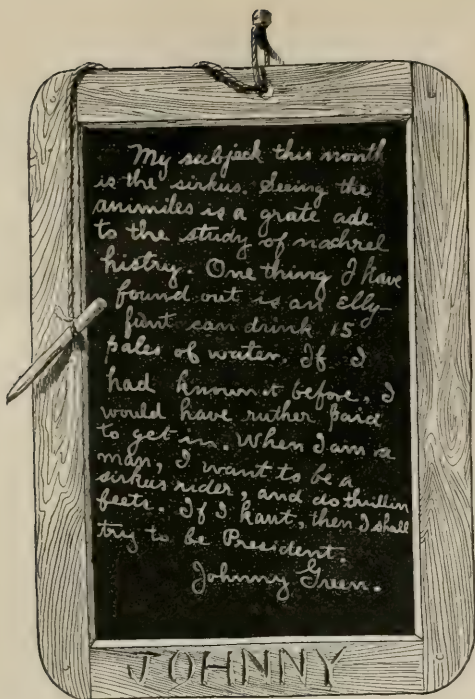 My subjeck this month
is the sirkus. Seeing the
animiles is a grate ade
to the study of nachrel
histry. One thing I have
found out is an elly-
funt can drink 15
pales of water. If I
had known it before, I
would have ruther paid
to get in. When I am a
man, I want to be a
sirkus rider, and do thrillin
feets. If I kant, then I shall
try to be President.
Johnny Green.
JOHNNY